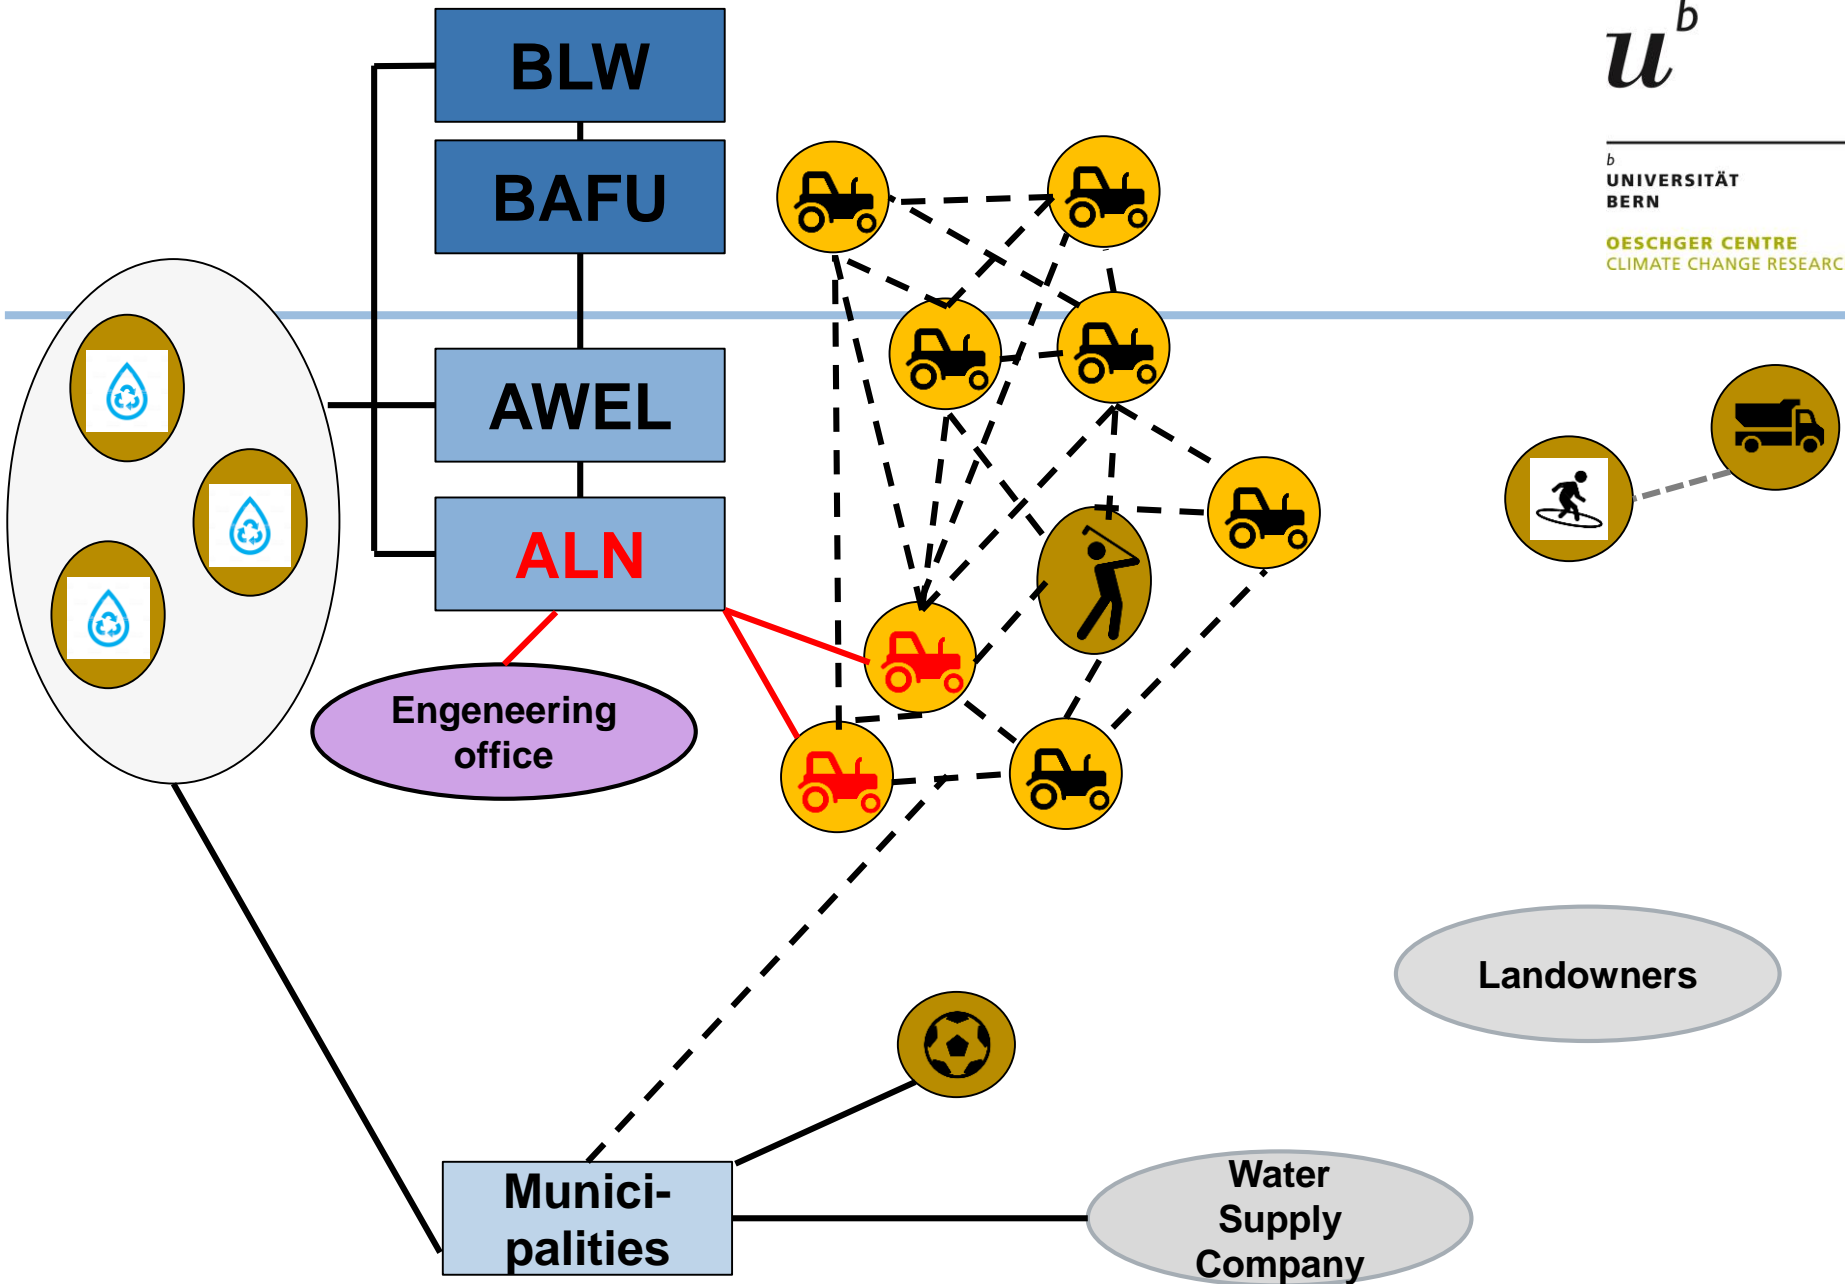 BLW
BAFU
AWEL
ALN
Engeneering
office
Munici-
palities
Water
Supply
Company
Landowners
u^b
b
UNIVERSITÄT
BERN
OESCHGER CENTRE
CLIMATE CHANGE RESEARC